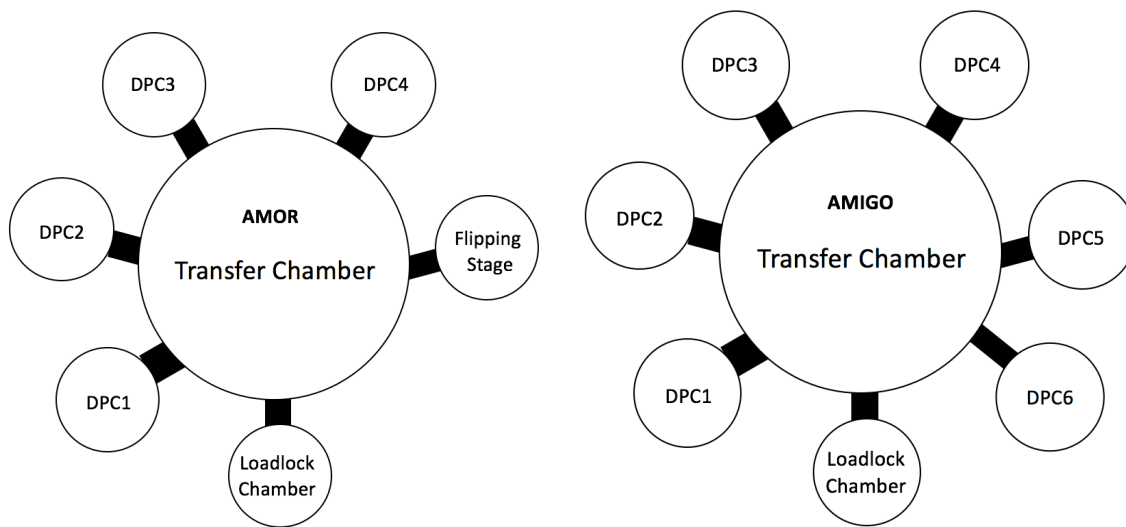 DPC3
DPC4
DPC2
AMOR
Transfer Chamber
Flipping
Stage
DPC1
Loadlock
Chamber
DPC3
DPC4
DPC2
AMIGO
Transfer Chamber
DPC5
DPC1
DPC6
Loadlock
Chamber